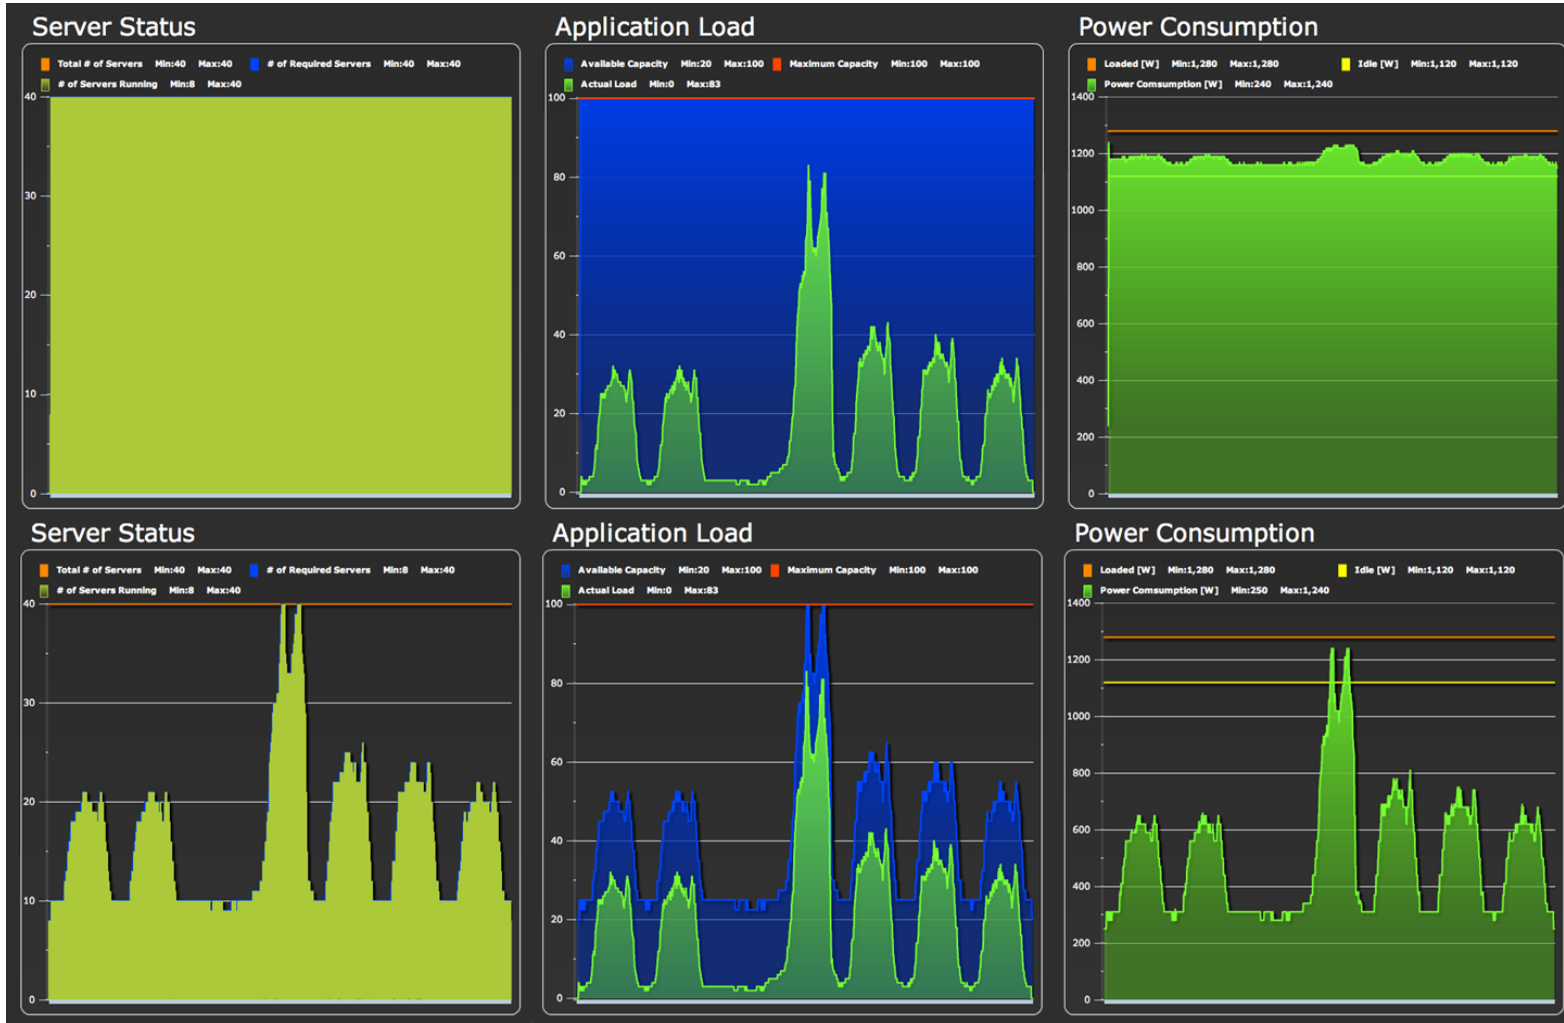 Server Status
Application Load
Power Consumption
Total # of Servers Min:40 Max:40 # of Required Servers Min:40 Max:40
# of Servers Running Min:8 Max:40
Available Capacity Min:20 Max:100 Maximum Capacity Min:100 Max:100
Actual Load Min:0 Max:83
Loaded [W] Min:1,280 Max:1,280 Idle [W] Min:1,120 Max:1,120
Power Comsumption [W] Min:240 Max:1,240
40
30
20
10
0
100
80
60
40
20
0
1400
1200
1000
800
600
400
200
0
Server Status
Application Load
Power Consumption
Total # of Servers Min:40 Max:40 # of Required Servers Min:8 Max:40
# of Servers Running Min:8 Max:40
Available Capacity Min:20 Max:100 Maximum Capacity Min:100 Max:100
Actual Load Min:0 Max:83
Loaded [W] Min:1,280 Max:1,280 Idle [W] Min:1,120 Max:1,120
Power Comsumption [W] Min:250 Max:1,240
40
30
20
10
0
100
80
60
40
20
0
1400
1200
1000
800
600
400
200
0